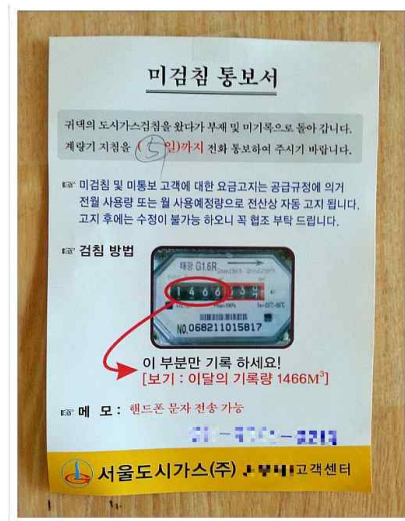 미검침 통보서
귀댁의 도시가스검침을 왔다가 부재 및 미기록으로 돌아 갑니다.
계량기 지침을 ( 5 일)까지 전화 통보하여 주시기 바랍니다.
☞ 미검침 및 미통보 고객에 대한 요금고지는 공급규정에 의거
전월 사용량 또는 월 사용예정량으로 전산상 자동 고지 됩니다.
고지 후에는 수정이 불가능 하오니 꼭 협조 부탁 드립니다.
☞ 검침 방법
G1.6R
1466
NO.068211015817
이 부분만 기록 하세요!
[보기 : 이달의 기록량 1466M³]
☞ 메 모 : 핸드폰 문자 전송 가능
서울도시가스(주) 고객센터